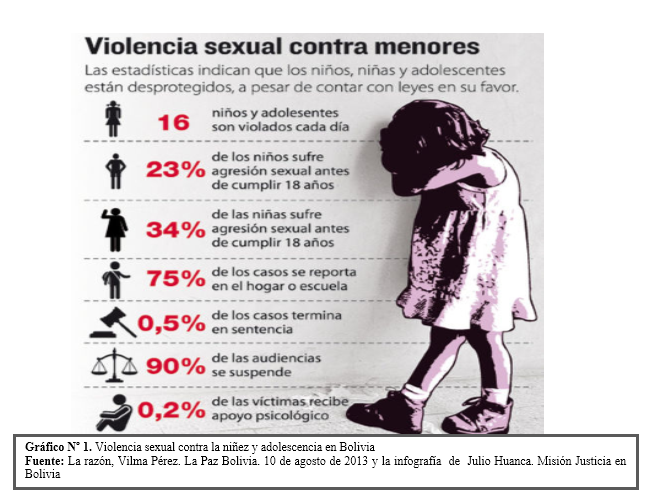 Violencia sexual contra menores
Las estadísticas indican que los niños, niñas y adolescentes
están desprotegidos, a pesar de contar con leyes en su favor.
16 niños y adolesentes
son violados cada día
23% de los niños sufre
agresión sexual antes
de cumplir 18 años
34% de las niñas sufre
agresión sexual antes
de cumplir 18 años
75% de los casos se reporta
en el hogar o escuela
0,5% de los casos termina
en sentencia
90% de las audiencias
se suspende
0,2% de las víctimas recibe
apoyo psicológico
Gráfico Nº 1. Violencia sexual contra la niñez y adolescencia en Bolivia
Fuente: La razón, Vilma Pérez. La Paz Bolivia. 10 de agosto de 2013 y la infografía de Julio Huanca. Misión Justicia en
Bolivia